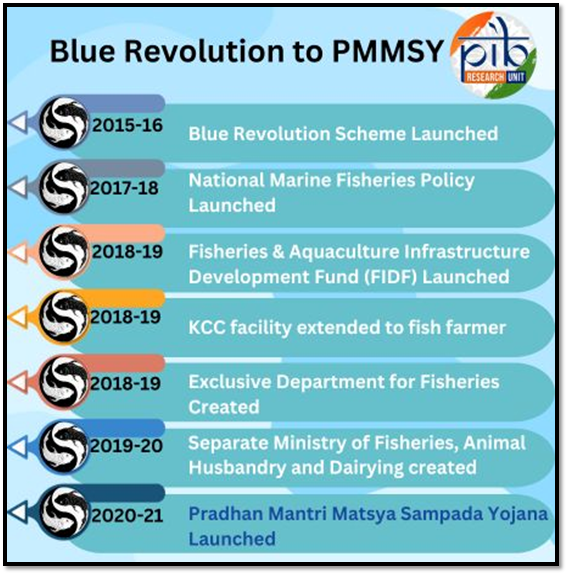 Blue Revolution to PMMSY
pib
RESEARCH UNIT
2015-16
Blue Revolution Scheme Launched
2017-18
National Marine Fisheries Policy
Launched
2018-19
Fisheries & Aquaculture Infrastructure
Development Fund (FIDF) Launched
2018-19
KCC facility extended to fish farmer
2018-19
Exclusive Department for Fisheries
Created
2019-20
Separate Ministry of Fisheries, Animal
Husbandry and Dairying created
2020-21
Pradhan Mantri Matsya Sampada Yojana
Launched